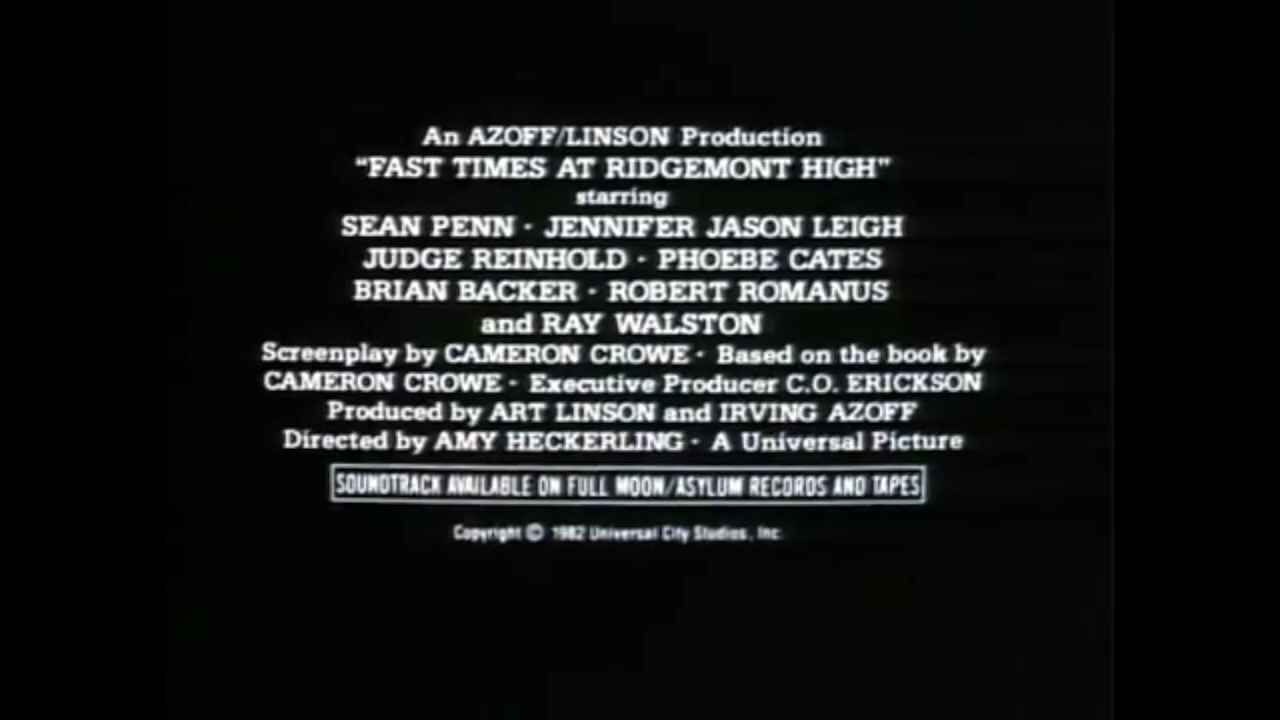 An AZOFF/LINSON Production
"FAST TIMES AT RIDGEMONT HIGH"
starring
SEAN PENN · JENNIFER JASON LEIGH
JUDGE REINHOLD · PHOEBE CATES
BRIAN BACKER · ROBERT ROMANUS
and RAY WALSTON
Screenplay by CAMERON CROWE · Based on the book by
CAMERON CROWE · Executive Producer C.O. ERICKSON
Produced by ART LINSON and IRVING AZOFF
Directed by AMY HECKERLING · A Universal Picture
SOUNDTRACK AVAILABLE ON FULL MOON/ASYLUM RECORDS AND TAPES
Copyright © 1982 Universal City Studios, Inc.